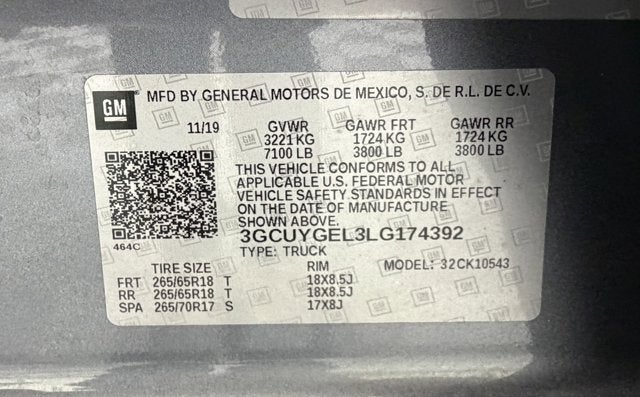 GM
MFD BY GENERAL MOTORS DE MEXICO, S. DE R.L. DE C.V.
11/19 GVWR GAWR FRT GAWR RR
3221 KG 1724 KG 1724 KG
7100 LB 3800 LB 3800 LB
THIS VEHICLE CONFORMS TO ALL
APPLICABLE U.S. FEDERAL MOTOR
VEHICLE SAFETY STANDARDS IN EFFECT
ON THE DATE OF MANUFACTURE
SHOWN ABOVE.
464C 3GCUYGEL3LG174392
TYPE: TRUCK MODEL: 32CK10543
TIRE SIZE RIM
FRT 265/65R18 T 18X8.5J
RR 265/65R18 T 18X8.5J
SPA 265/70R17 S 17X8J